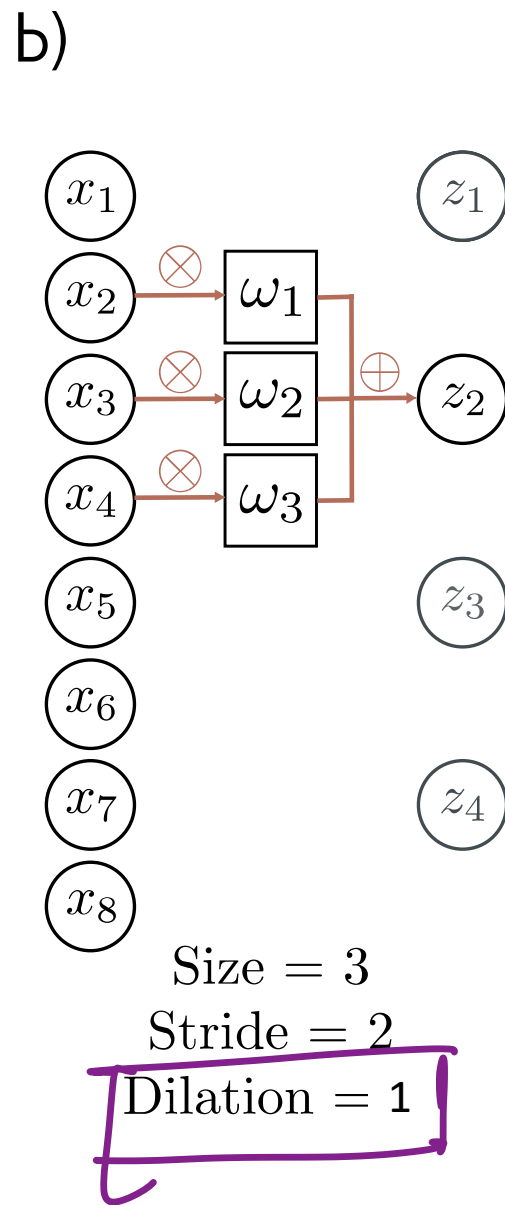 b)
x₁ z₁
x₂ ⊗ ω₁
x₃ ⊗ ω₂ ⊕ z₂
x₄ ⊗ ω₃
x₅ z₃
x₆
x₇ z₄
x₈
Size = 3
Stride = 2
Dilation = 1